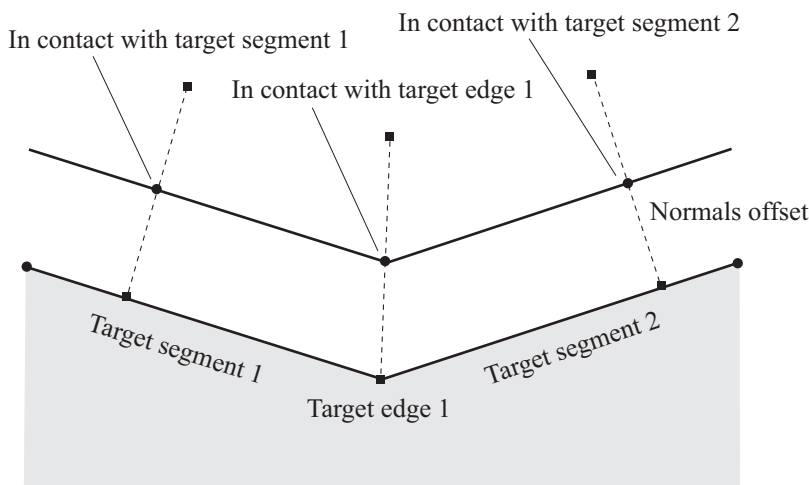 In contact with target segment 2
In contact with target segment 1
In contact with target edge 1
Normals offset
Target segment 1
Target segment 2
Target edge 1